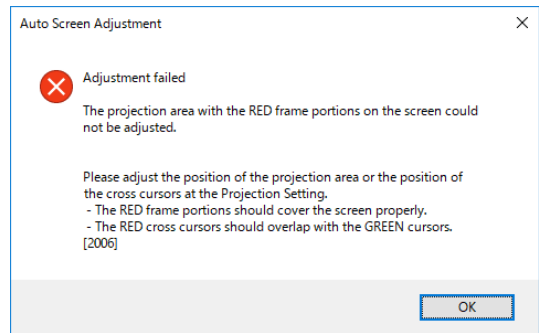 Auto Screen Adjustment
Adjustment failed
The projection area with the RED frame portions on the screen could
not be adjusted.
Please adjust the position of the projection area or the position of
the cross cursors at the Projection Setting.
- The RED frame portions should cover the screen properly.
- The RED cross cursors should overlap with the GREEN cursors.
[2006]
OK